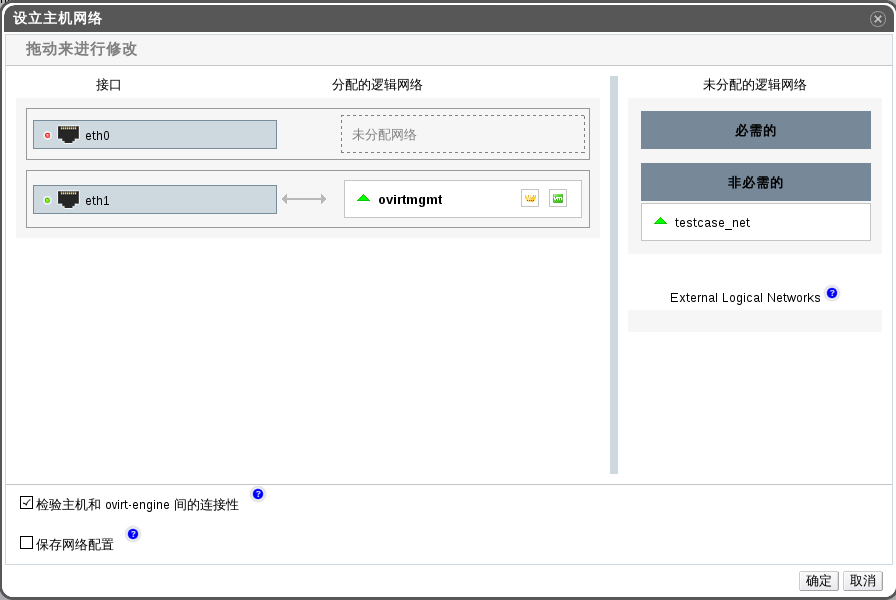 设立主机网络
拖动来进行修改
接口
分配的逻辑网络
未分配的逻辑网络
eth0
未分配网络
eth1
ovirtmgmt
vm
必需的
非必需的
testcase_net
External Logical Networks ?
检验主机和 ovirt-engine 间的连接性 ?
保存网络配置 ?
确定 取消